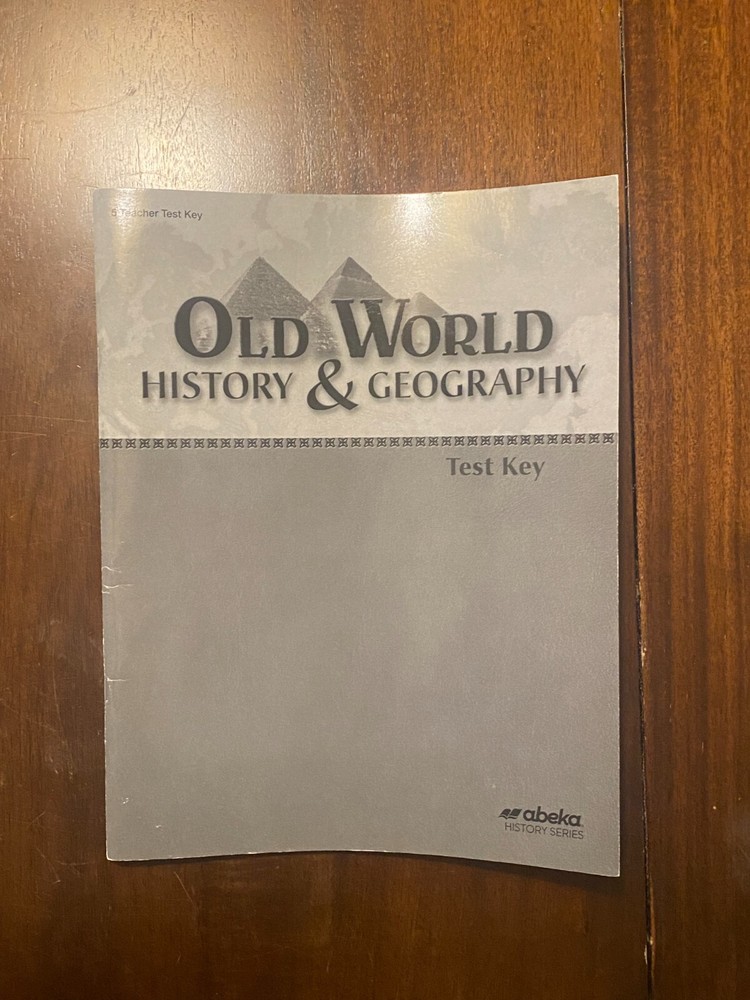 5 Teacher Test Key
OLD WORLD
HISTORY & GEOGRAPHY
Test Key
abeka
HISTORY SERIES